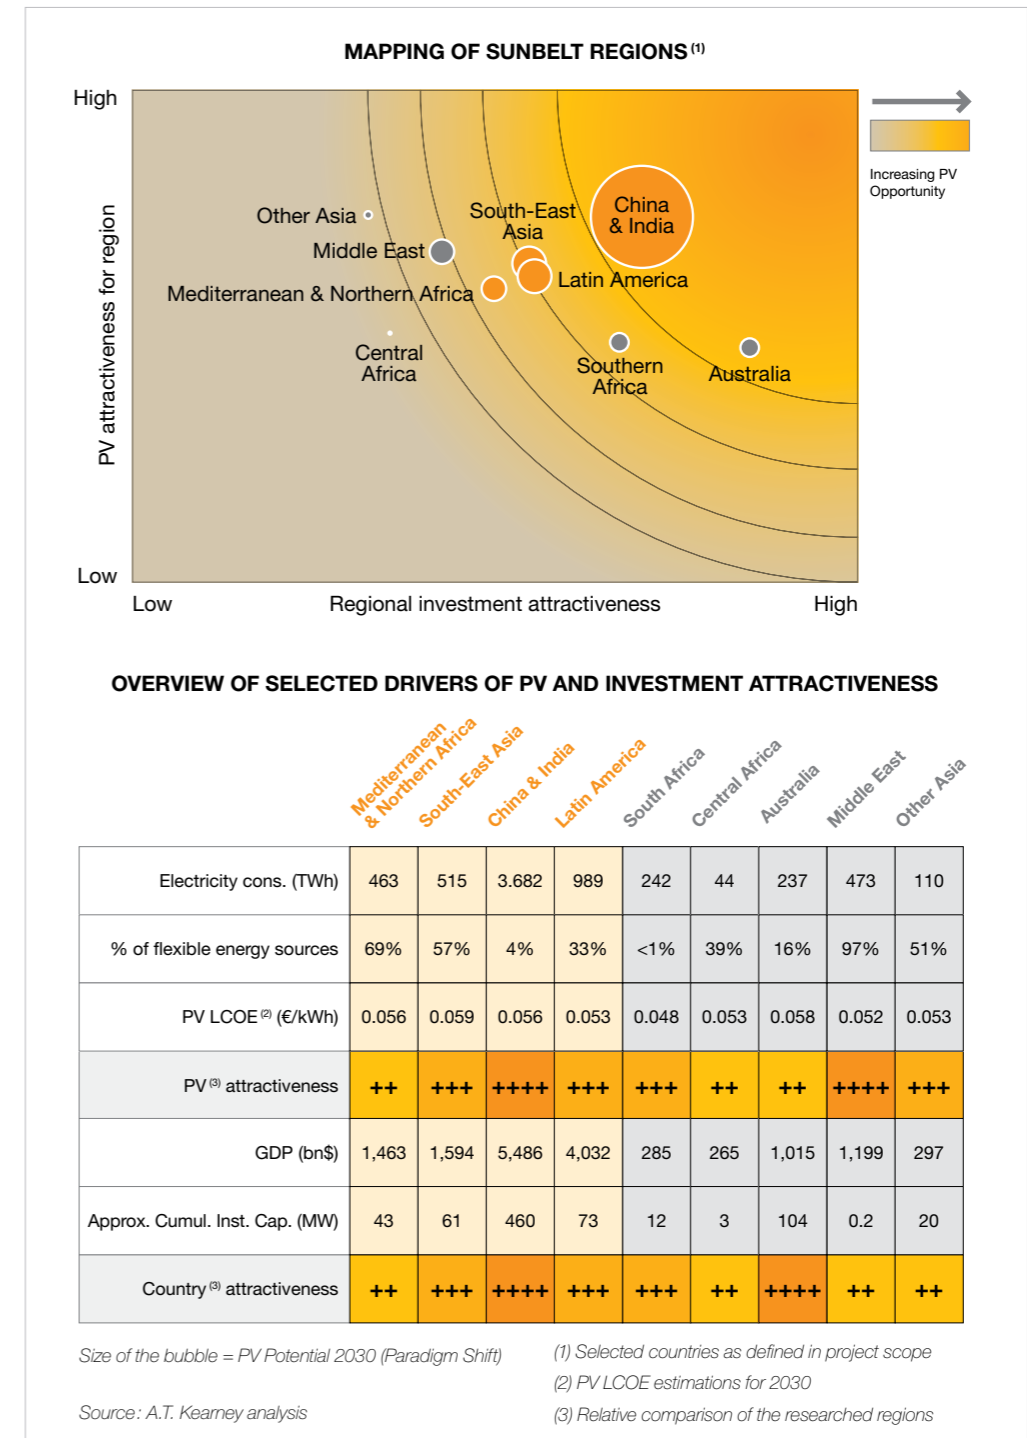 MAPPING OF SUNBELT REGIONS (1)
High
Increasing PV
Opportunity
PV attractiveness for region
Other Asia
South-East
Asia
China
& India
Middle East
Latin America
Mediterranean & Northern Africa
Central
Africa
Southern
Africa
Australia
Low
Low
Regional investment attractiveness
High
OVERVIEW OF SELECTED DRIVERS OF PV AND INVESTMENT ATTRACTIVENESS
Mediterranean
& Northern Africa
South-East Asia
China & India
Latin America
South Africa
Central Africa
Australia
Middle East
Other Asia
Electricity cons. (TWh) 463 515 3.682 989 242 44 237 473 110
% of flexible energy sources 69% 57% 4% 33% <1% 39% 16% 97% 51%
PV LCOE (2) (€/kWh) 0.056 0.059 0.056 0.053 0.048 0.053 0.058 0.052 0.053
PV (3) attractiveness ++ +++ ++++ +++ +++ ++ ++ ++++ +++
GDP (bn$) 1,463 1,594 5,486 4,032 285 265 1,015 1,199 297
Approx. Cumul. Inst. Cap. (MW) 43 61 460 73 12 3 104 0.2 20
Country (3) attractiveness ++ +++ ++++ +++ +++ ++ ++++ ++ ++
Size of the bubble = PV Potential 2030 (Paradigm Shift)
Source: A.T. Kearney analysis
(1) Selected countries as defined in project scope
(2) PV LCOE estimations for 2030
(3) Relative comparison of the researched regions